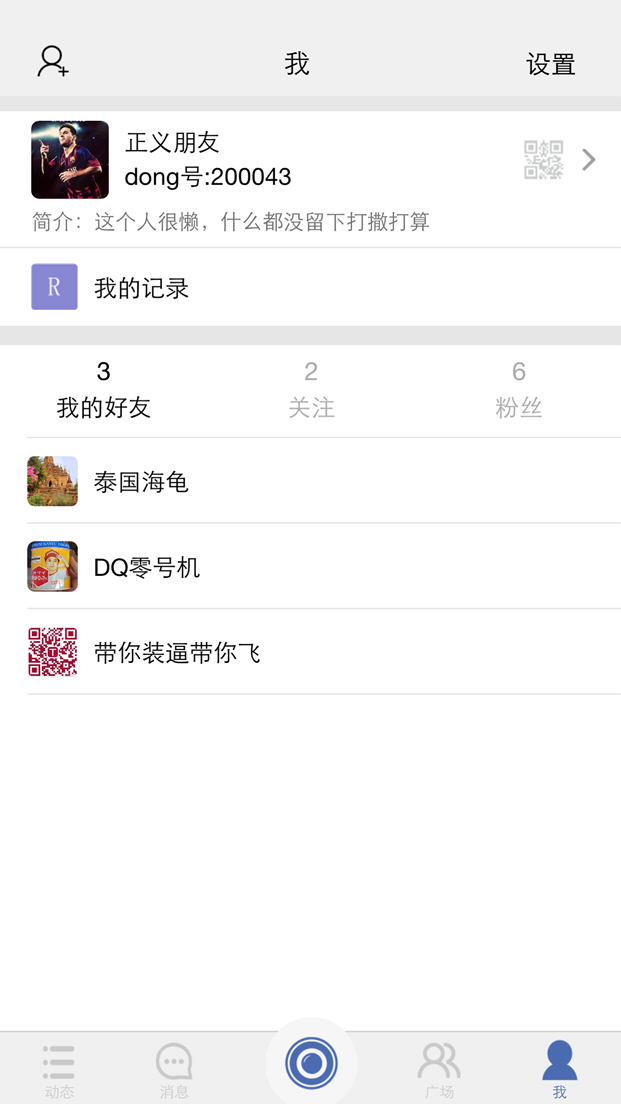 我
设置
正义朋友
dong号:200043
简介：这个人很懒，什么都没留下打撒打算
R
我的记录
3
2
6
我的好友
关注
粉丝
泰国海龟
DQ零号机
T
带你装逼带你飞
动态
消息
广场
我